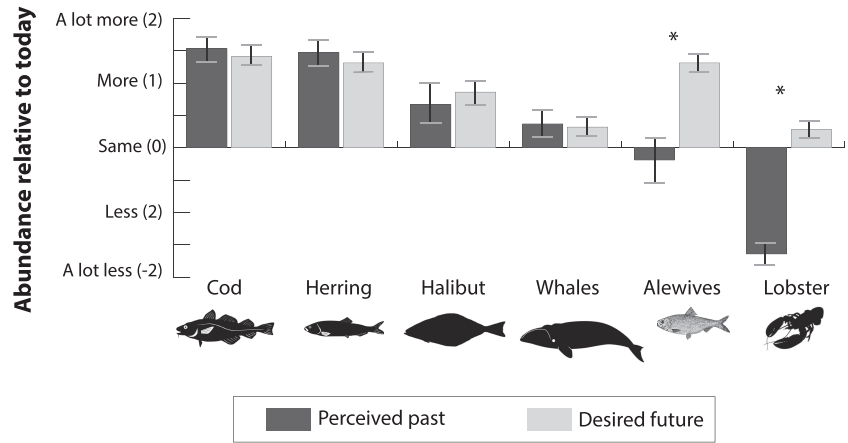 A lot more (2)
More (1)
Same (0)
Less (2)
A lot less (-2)
Abundance relative to today
*
*
Cod Herring Halibut Whales Alewives Lobster
Perceived past Desired future